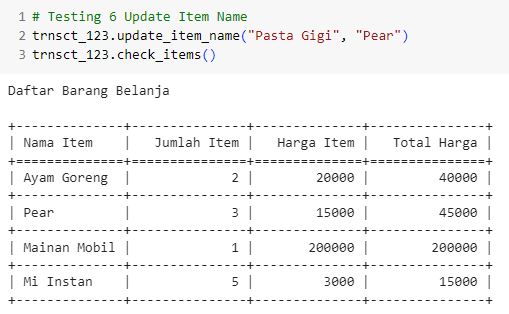 1 # Testing 6 Update Item Name
2 trnsct_123.update_item_name("Pasta Gigi", "Pear")
3 trnsct_123.check_items()
Daftar Barang Belanja
+--------------+---------------+--------------+---------------+
| Nama Item    |   Jumlah Item |   Harga Item |   Total Harga |
+==============+===============+==============+===============+
| Ayam Goreng  |             2 |        20000 |         40000 |
+--------------+---------------+--------------+---------------+
| Pear         |             3 |        15000 |         45000 |
+--------------+---------------+--------------+---------------+
| Mainan Mobil |             1 |       200000 |        200000 |
+--------------+---------------+--------------+---------------+
| Mi Instan    |             5 |         3000 |         15000 |
+--------------+---------------+--------------+---------------+